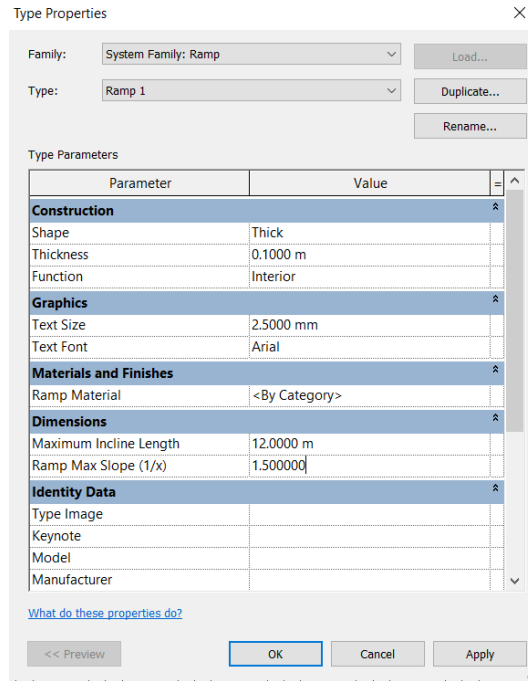 Type Properties
Family: System Family: Ramp Load...
Type: Ramp 1 Duplicate...
Rename...
Type Parameters
Parameter Value =
Construction
Shape Thick
Thickness 0.1000 m
Function Interior
Graphics
Text Size 2.5000 mm
Text Font Arial
Materials and Finishes
Ramp Material <By Category>
Dimensions
Maximum Incline Length 12.0000 m
Ramp Max Slope (1/x) 1.500000
Identity Data
Type Image
Keynote
Model
Manufacturer
What do these properties do?
<< Preview OK Cancel Apply